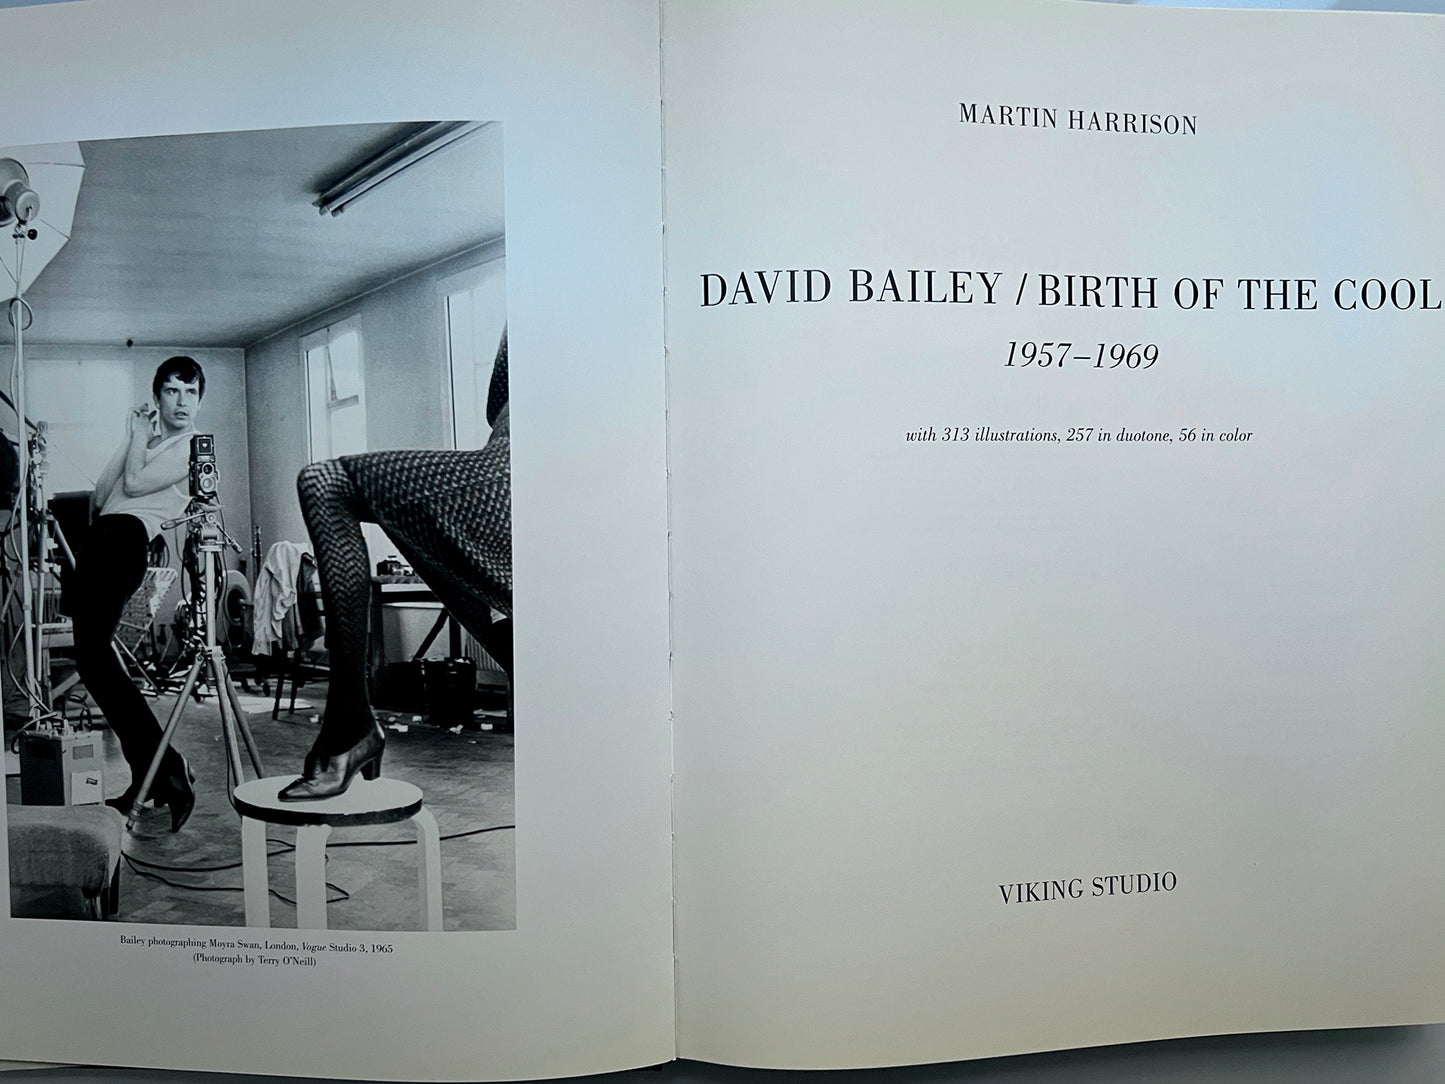 Bailey photographing Moyra Swan, London, Vogue Studio 3, 1965
(Photograph by Terry O'Neill)
MARTIN HARRISON
DAVID BAILEY / BIRTH OF THE COOL
1957–1969
with 313 illustrations, 257 in duotone, 56 in color
VIKING STUDIO